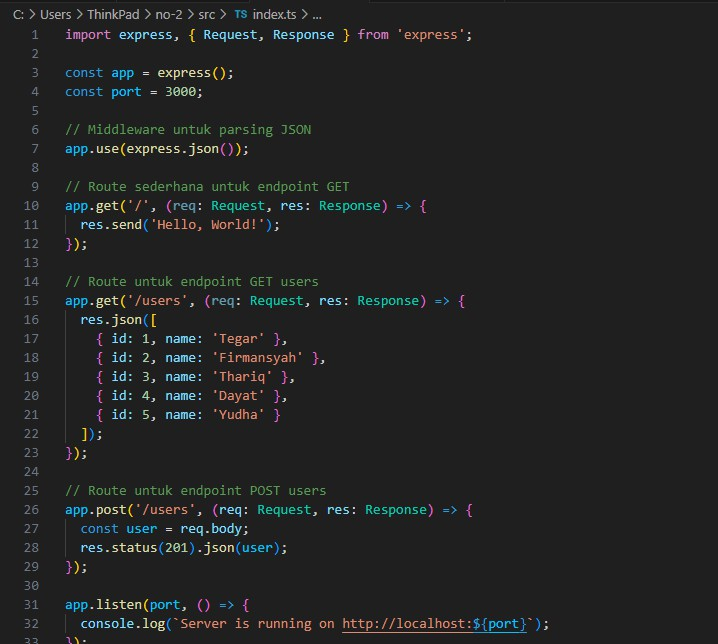 C: > Users > ThinkPad > no-2 > src > TS index.ts > ...
1 import express, { Request, Response } from 'express';
2
3 const app = express();
4 const port = 3000;
5
6 // Middleware untuk parsing JSON
7 app.use(express.json());
8
9 // Route sederhana untuk endpoint GET
10 app.get('/', (req: Request, res: Response) => {
11   res.send('Hello, World!');
12 });
13
14 // Route untuk endpoint GET users
15 app.get('/users', (req: Request, res: Response) => {
16   res.json([
17     { id: 1, name: 'Tegar' },
18     { id: 2, name: 'Firmansyah' },
19     { id: 3, name: 'Thariq' },
20     { id: 4, name: 'Dayat' },
21     { id: 5, name: 'Yudha' }
22   ]);
23 });
24
25 // Route untuk endpoint POST users
26 app.post('/users', (req: Request, res: Response) => {
27   const user = req.body;
28   res.status(201).json(user);
29 });
30
31 app.listen(port, () => {
32   console.log(`Server is running on http://localhost:${port}`);
33 });